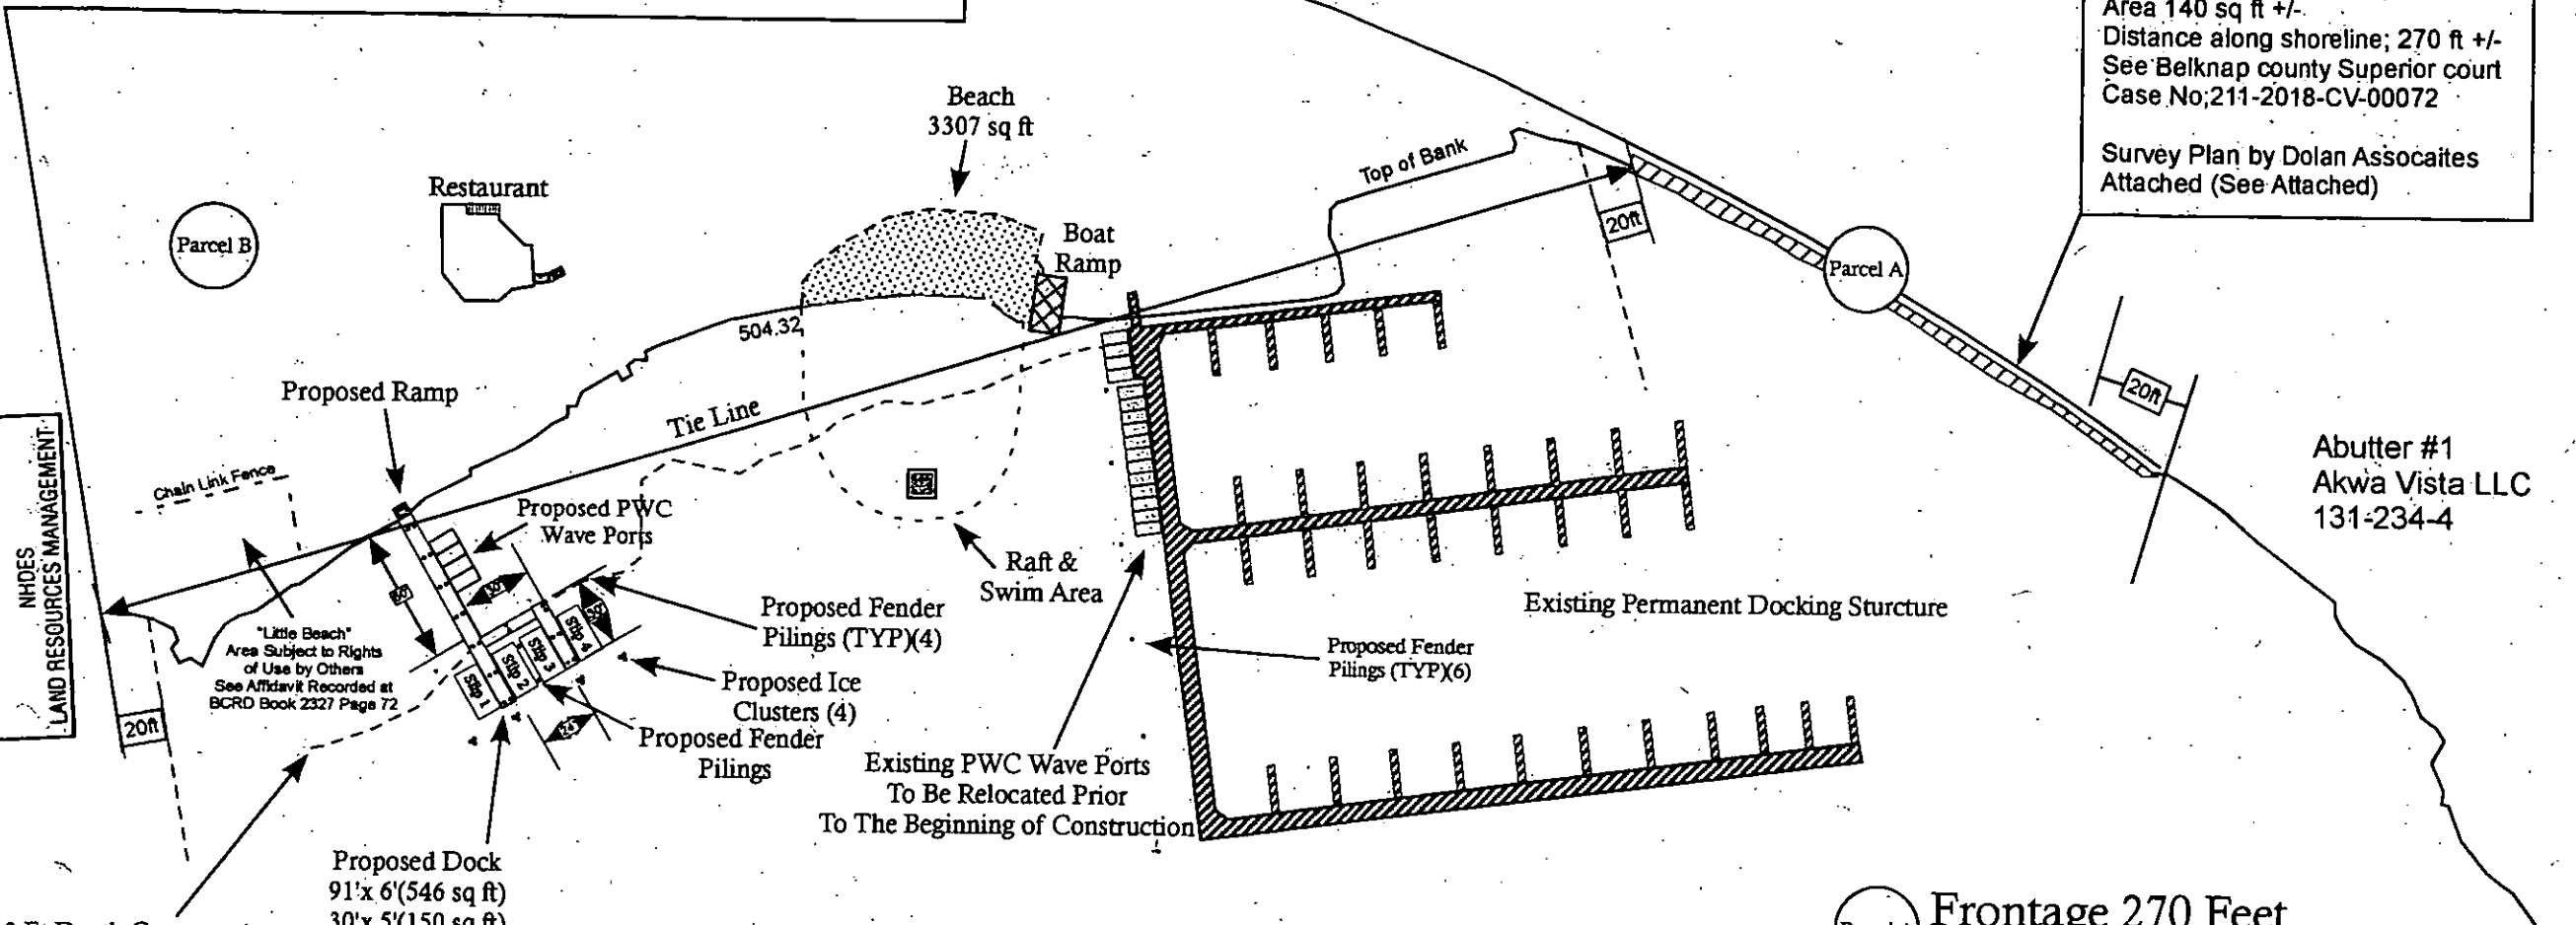 Area 140 sq ft +/-
Distance along shoreline; 270 ft +/-
See Belknap county Superior court
Case No;211-2018-CV-00072
Survey Plan by Dolan Assocaites
Attached (See Attached)
Beach
3307 sq ft
Restaurant
Parcel B
Boat
Ramp
Top of Bank
20ft
Parcel A
504.32
Tie Line
Proposed Ramp
Chain Link Fence
Proposed PWC
Wave Ports
NHDES
LAND RESOURCES MANAGEMENT
20ft
Abutter #1
Akwa Vista LLC
131-234-4
Raft &
Swim Area
Existing Permanent Docking Sturcture
"Little Beach"
Area Subject to Rights
of Use by Others
See Affidavit Recorded at
BCRD Book 2327 Page 72
Proposed Fender
Pilings (TYP)(4)
Proposed Fender
Pilings (TYP)(6)
Slip 1
Slip 2
Slip 3
Slip 4
Proposed Ice
Clusters (4)
Proposed Fender
Pilings
20ft
Existing PWC Wave Ports
To Be Relocated Prior
To The Beginning of Construction
Proposed Dock
91'x 6'(546 sq ft)
30'x 5'(150 sq ft)
Frontage 270 Feet